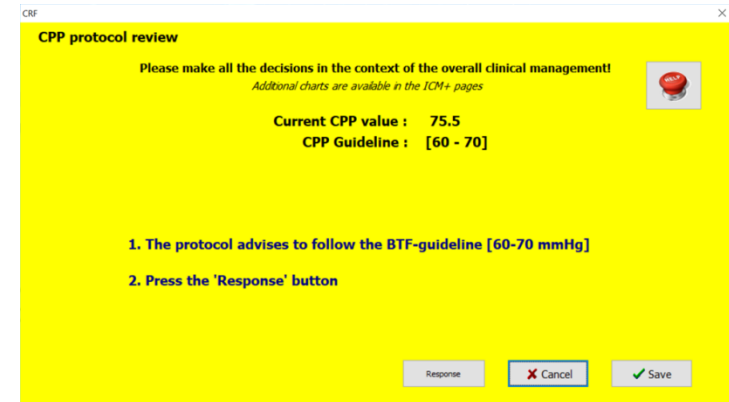 CRF
CPP protocol review
Please make all the decisions in the context of the overall clinical management!
Additional charts are available in the ICM+ pages
HELP
Current CPP value : 75.5
CPP Guideline : [60 - 70]
1. The protocol advises to follow the BTF-guideline [60-70 mmHg]
2. Press the 'Response' button
Response
Cancel
Save